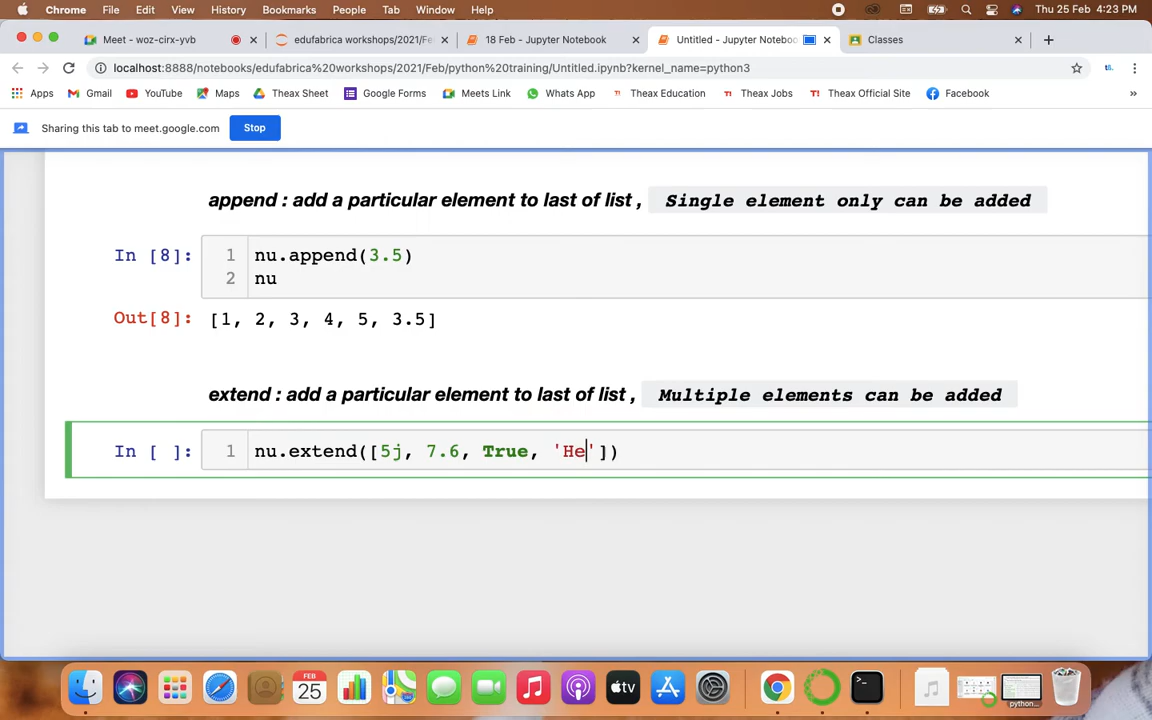 Chrome File Edit View History Bookmarks People Tab Window Help Thu 25 Feb 4:23 PM
Meet - woz-cirx-yvb edufabrica workshops/2021/Fe 18 Feb - Jupyter Notebook Untitled - Jupyter Noteboo Classes
localhost:8888/notebooks/edufabrica%20workshops/2021/Feb/python%20training/Untitled.ipynb?kernel_name=python3
Apps Gmail YouTube Maps Theax Sheet Google Forms Meets Link Whats App Theax Education Theax Jobs Theax Official Site Facebook »
Sharing this tab to meet.google.com Stop
append : add a particular element to last of list , Single element only can be added
In [8]: 1 nu.append(3.5)
2 nu
Out[8]: [1, 2, 3, 4, 5, 3.5]
extend : add a particular element to last of list , Multiple elements can be added
In [ ]: 1 nu.extend([5j, 7.6, True, 'He'])
FEB
25
tv
python...